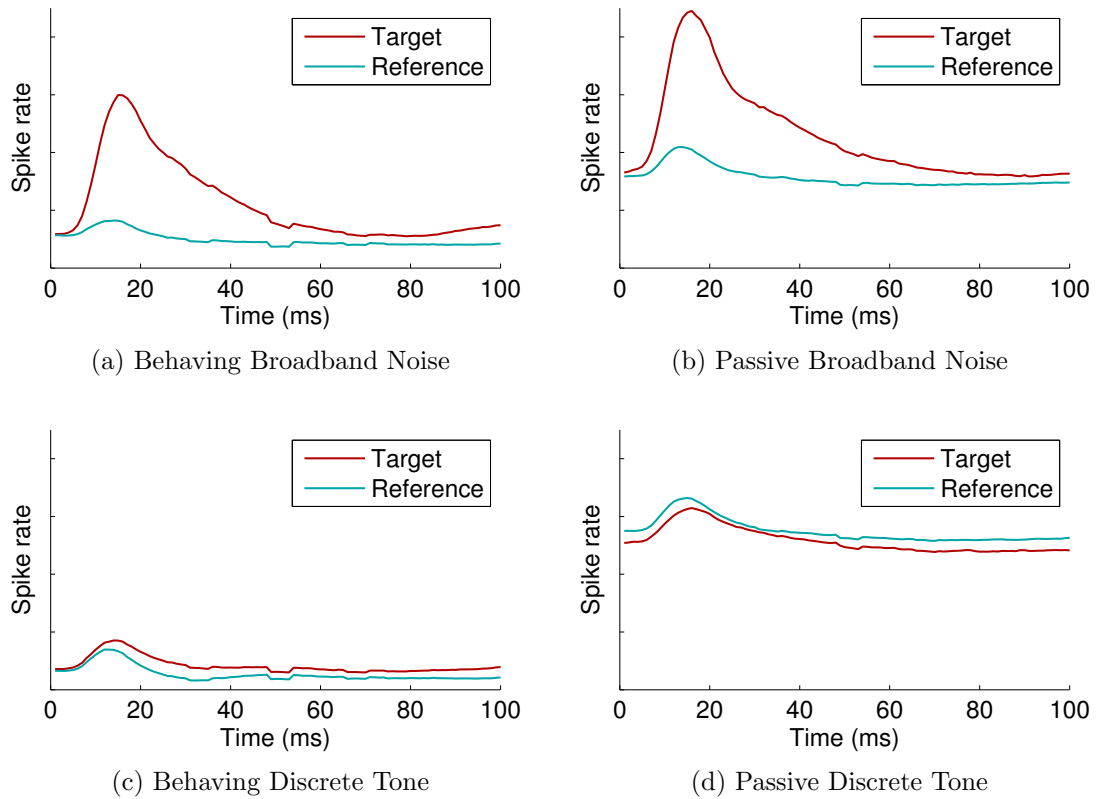 Target
Reference
Spike rate
0 20 40 60 80 100
Time (ms)
(a) Behaving Broadband Noise
Target
Reference
Spike rate
0 20 40 60 80 100
Time (ms)
(b) Passive Broadband Noise
Target
Reference
Spike rate
0 20 40 60 80 100
Time (ms)
(c) Behaving Discrete Tone
Target
Reference
Spike rate
0 20 40 60 80 100
Time (ms)
(d) Passive Discrete Tone